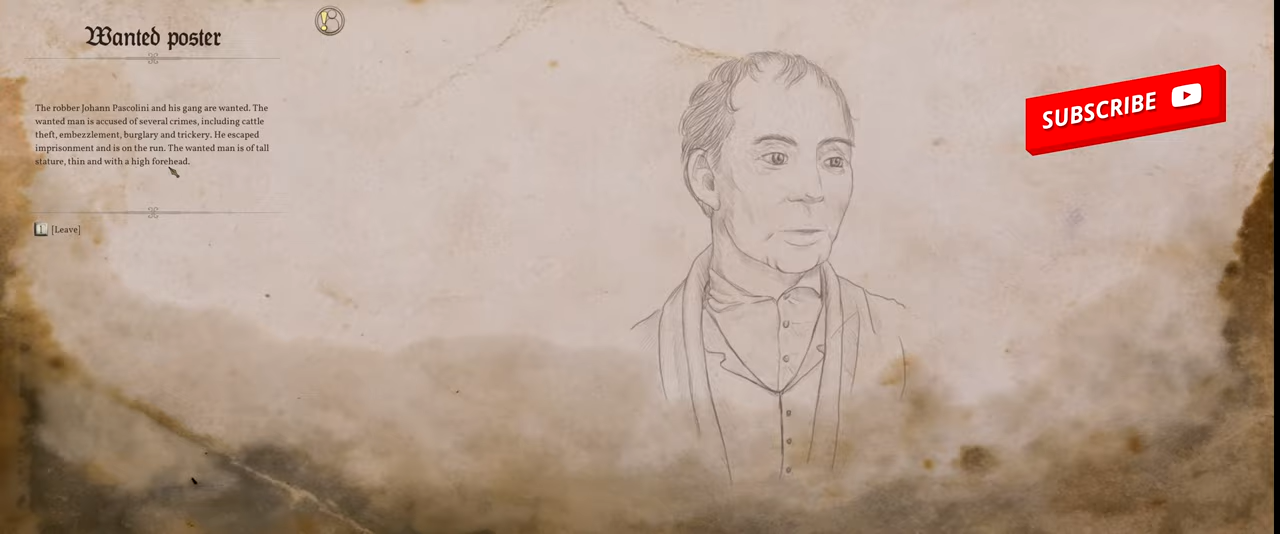 Wanted poster
The robber Johann Pascolini and his gang are wanted. The
wanted man is accused of several crimes, including cattle
theft, embezzlement, burglary and trickery. He escaped
imprisonment and is on the run. The wanted man is of tall
stature, thin and with a high forehead.
1 [Leave]
SUBSCRIBE